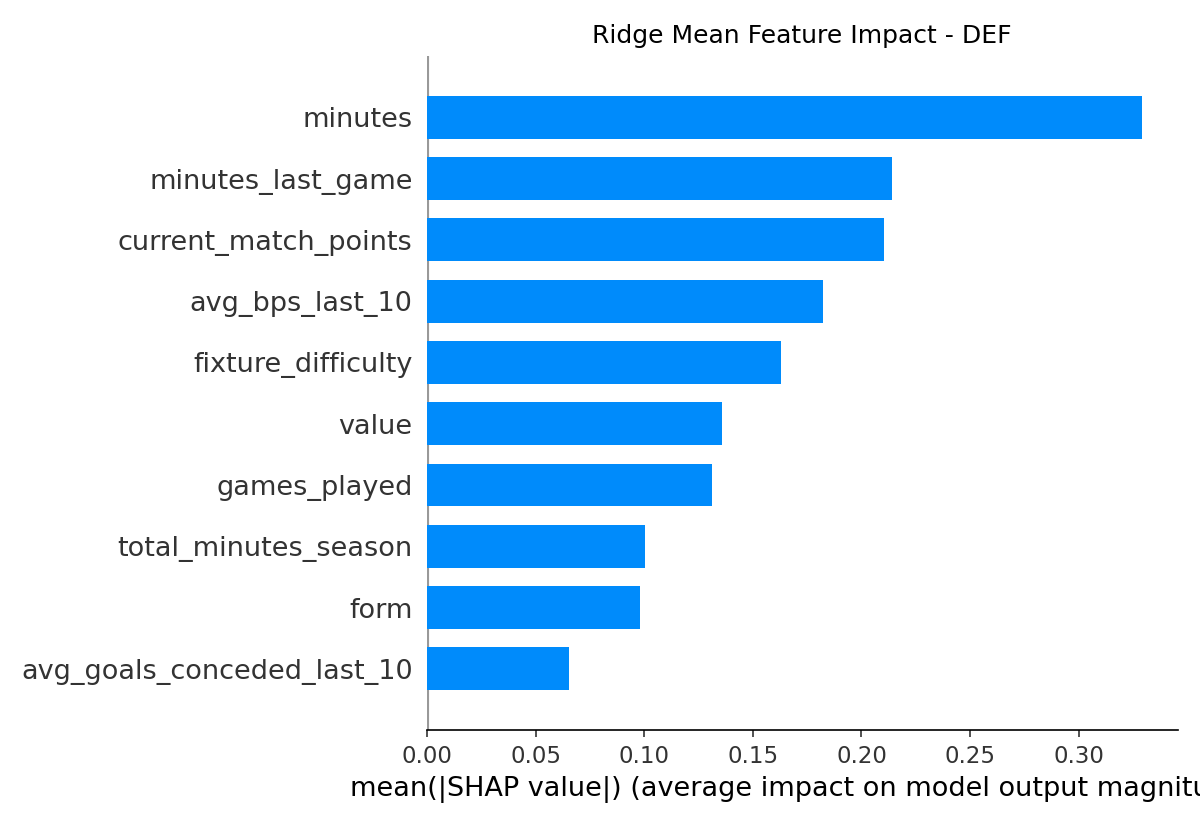 Ridge Mean Feature Impact - DEF
minutes
minutes_last_game
current_match_points
avg_bps_last_10
fixture_difficulty
value
games_played
total_minutes_season
form
avg_goals_conceded_last_10
0.00 0.05 0.10 0.15 0.20 0.25 0.30
mean(|SHAP value|) (average impact on model output